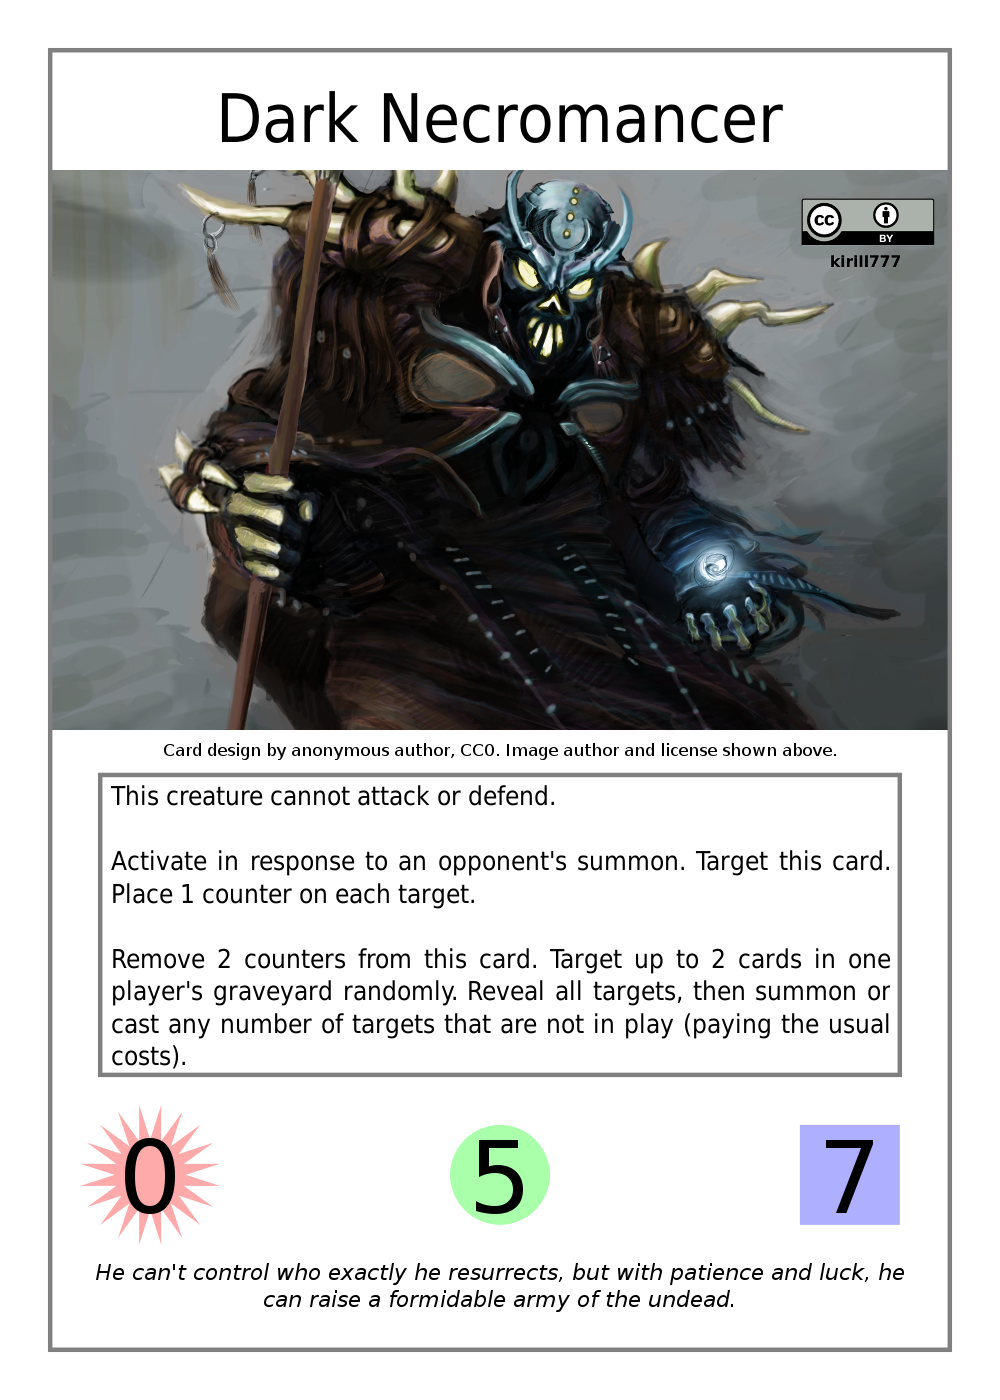 Dark Necromancer
cc
BY
kirill777
Card design by anonymous author, CC0. Image author and license shown above.
This creature cannot attack or defend.
Activate in response to an opponent's summon. Target this card.
Place 1 counter on each target.
Remove 2 counters from this card. Target up to 2 cards in one
player's graveyard randomly. Reveal all targets, then summon or
cast any number of targets that are not in play (paying the usual
costs).
0 5 7
He can't control who exactly he resurrects, but with patience and luck, he
can raise a formidable army of the undead.